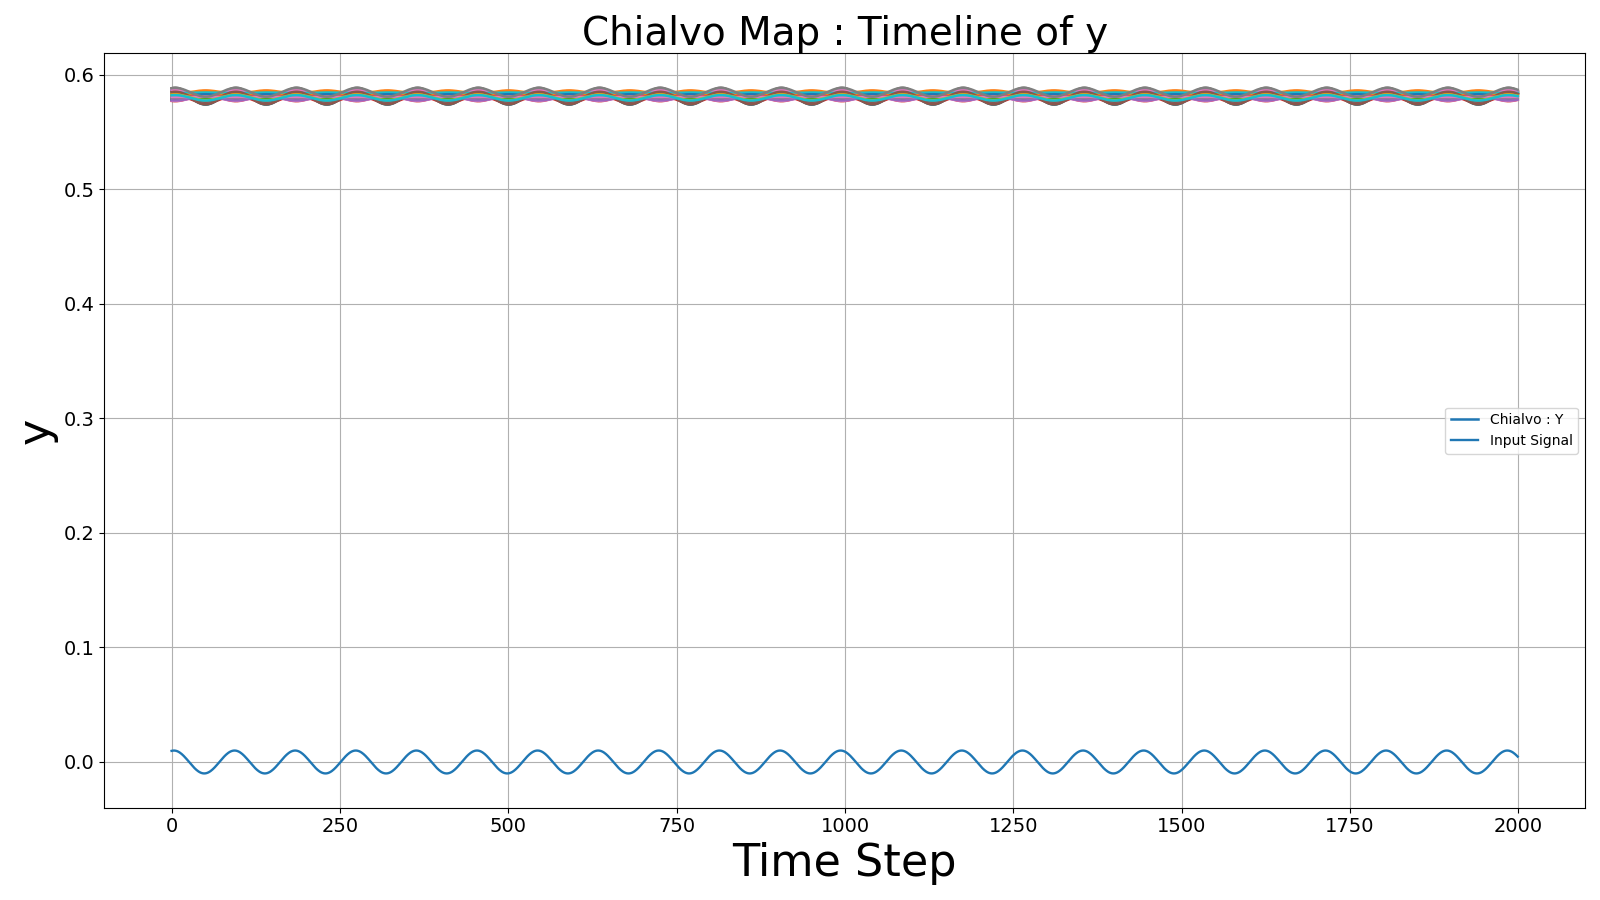 Chialvo Map : Timeline of y
0.6
0.5
0.4
0.3
0.2
0.1
0.0
y
Chialvo : Y
Input Signal
0 250 500 750 1000 1250 1500 1750 2000
Time Step